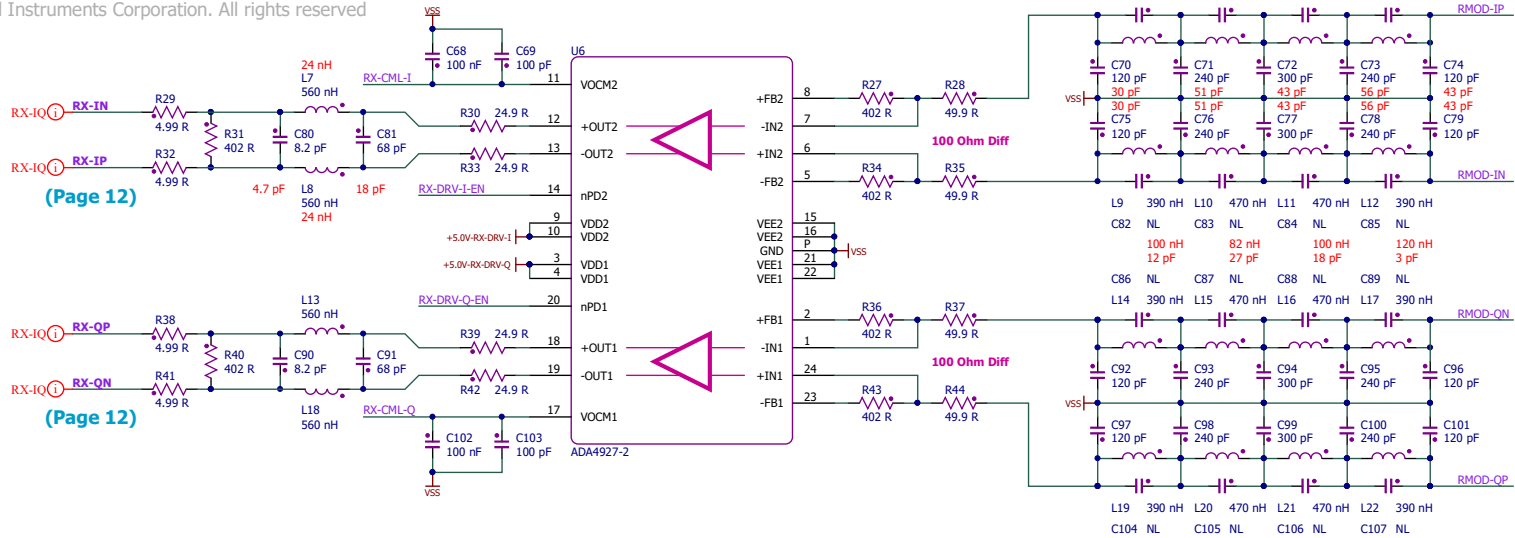 Instruments Corporation. All rights reserved
VSS
C68
100 nF
C69
100 pF
U6
RX-CML-I
11
VOCM2
24 nH
L7
560 nH
RX-IQ
RX-IN
R29
4.99 R
R31
402 R
C80
8.2 pF
C81
68 pF
R30
24.9 R
12
+OUT2
RX-IQ
RX-IP
R32
4.99 R
R33
24.9 R
13
-OUT2
(Page 12)
4.7 pF
L8
560 nH
24 nH
18 pF
RX-DRV-I-EN
14
nPD2
+5.0V-RX-DRV-I
9
VDD2
10
VDD2
+5.0V-RX-DRV-Q
3
VDD1
4
VDD1
RX-DRV-Q-EN
20
nPD1
L13
560 nH
RX-IQ
RX-QP
R38
4.99 R
R40
402 R
C90
8.2 pF
C91
68 pF
R39
24.9 R
18
+OUT1
RX-IQ
RX-QN
R41
4.99 R
R42
24.9 R
19
-OUT1
(Page 12)
L18
560 nH
RX-CML-Q
17
VOCM1
C102
100 nF
C103
100 pF
VSS
ADA4927-2
+FB2
8
-IN2
7
+IN2
6
-FB2
5
VEE2
15
VEE2
16
GND
P
VEE1
21
VEE1
22
VSS
+FB1
2
-IN1
1
+IN1
24
-FB1
23
R27
402 R
R28
49.9 R
100 Ohm Diff
R34
402 R
R35
49.9 R
R36
402 R
R37
49.9 R
100 Ohm Diff
R43
402 R
R44
49.9 R
RMOD-IP
C70
120 pF
30 pF
C71
240 pF
51 pF
C72
300 pF
43 pF
C73
240 pF
56 pF
C74
120 pF
43 pF
VSS
30 pF
C75
120 pF
51 pF
C76
240 pF
43 pF
C77
300 pF
56 pF
C78
240 pF
43 pF
C79
120 pF
RMOD-IN
L9 390 nH L10 470 nH L11 470 nH L12 390 nH
C82 NL C83 NL C84 NL C85 NL
100 nH 82 nH 100 nH 120 nH
12 pF 27 pF 18 pF 3 pF
C86 NL C87 NL C88 NL C89 NL
L14 390 nH L15 470 nH L16 470 nH L17 390 nH
RMOD-QN
C92
120 pF
C93
240 pF
C94
300 pF
C95
240 pF
C96
120 pF
VSS
C97
120 pF
C98
240 pF
C99
300 pF
C100
240 pF
C101
120 pF
RMOD-QP
L19 390 nH L20 470 nH L21 470 nH L22 390 nH
C104 NL C105 NL C106 NL C107 NL